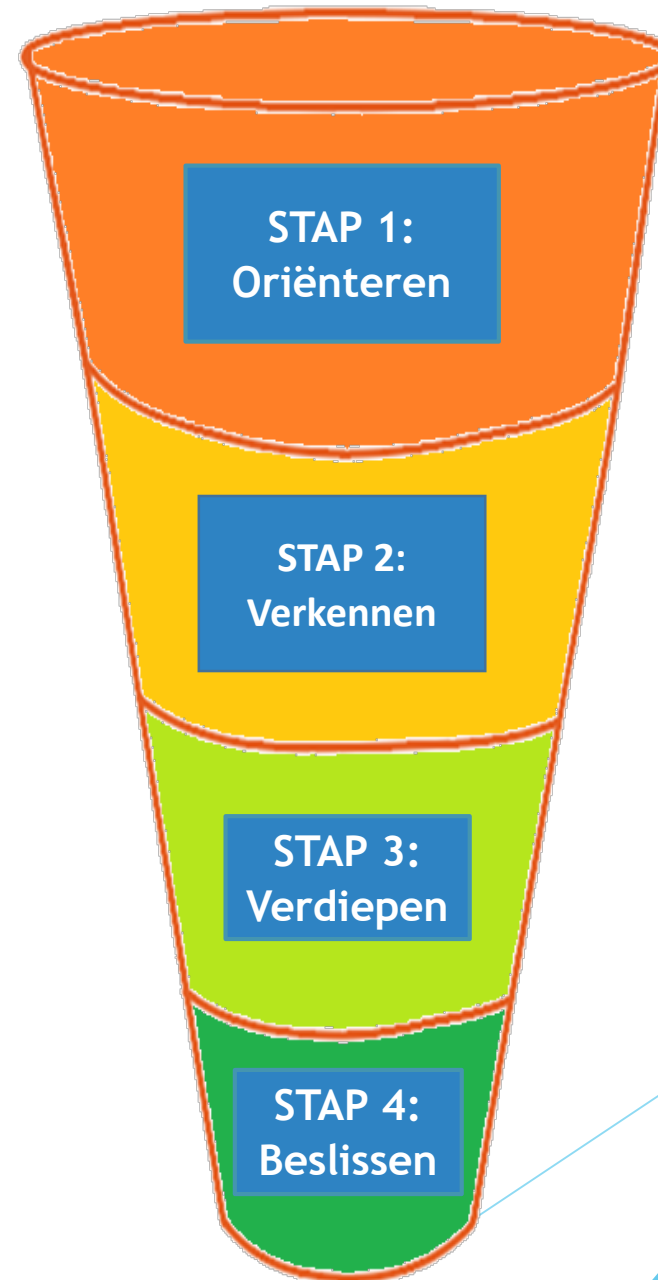 STAP 1:
Oriënteren
STAP 2:
Verkennen
STAP 3:
Verdiepen
STAP 4:
Beslissen